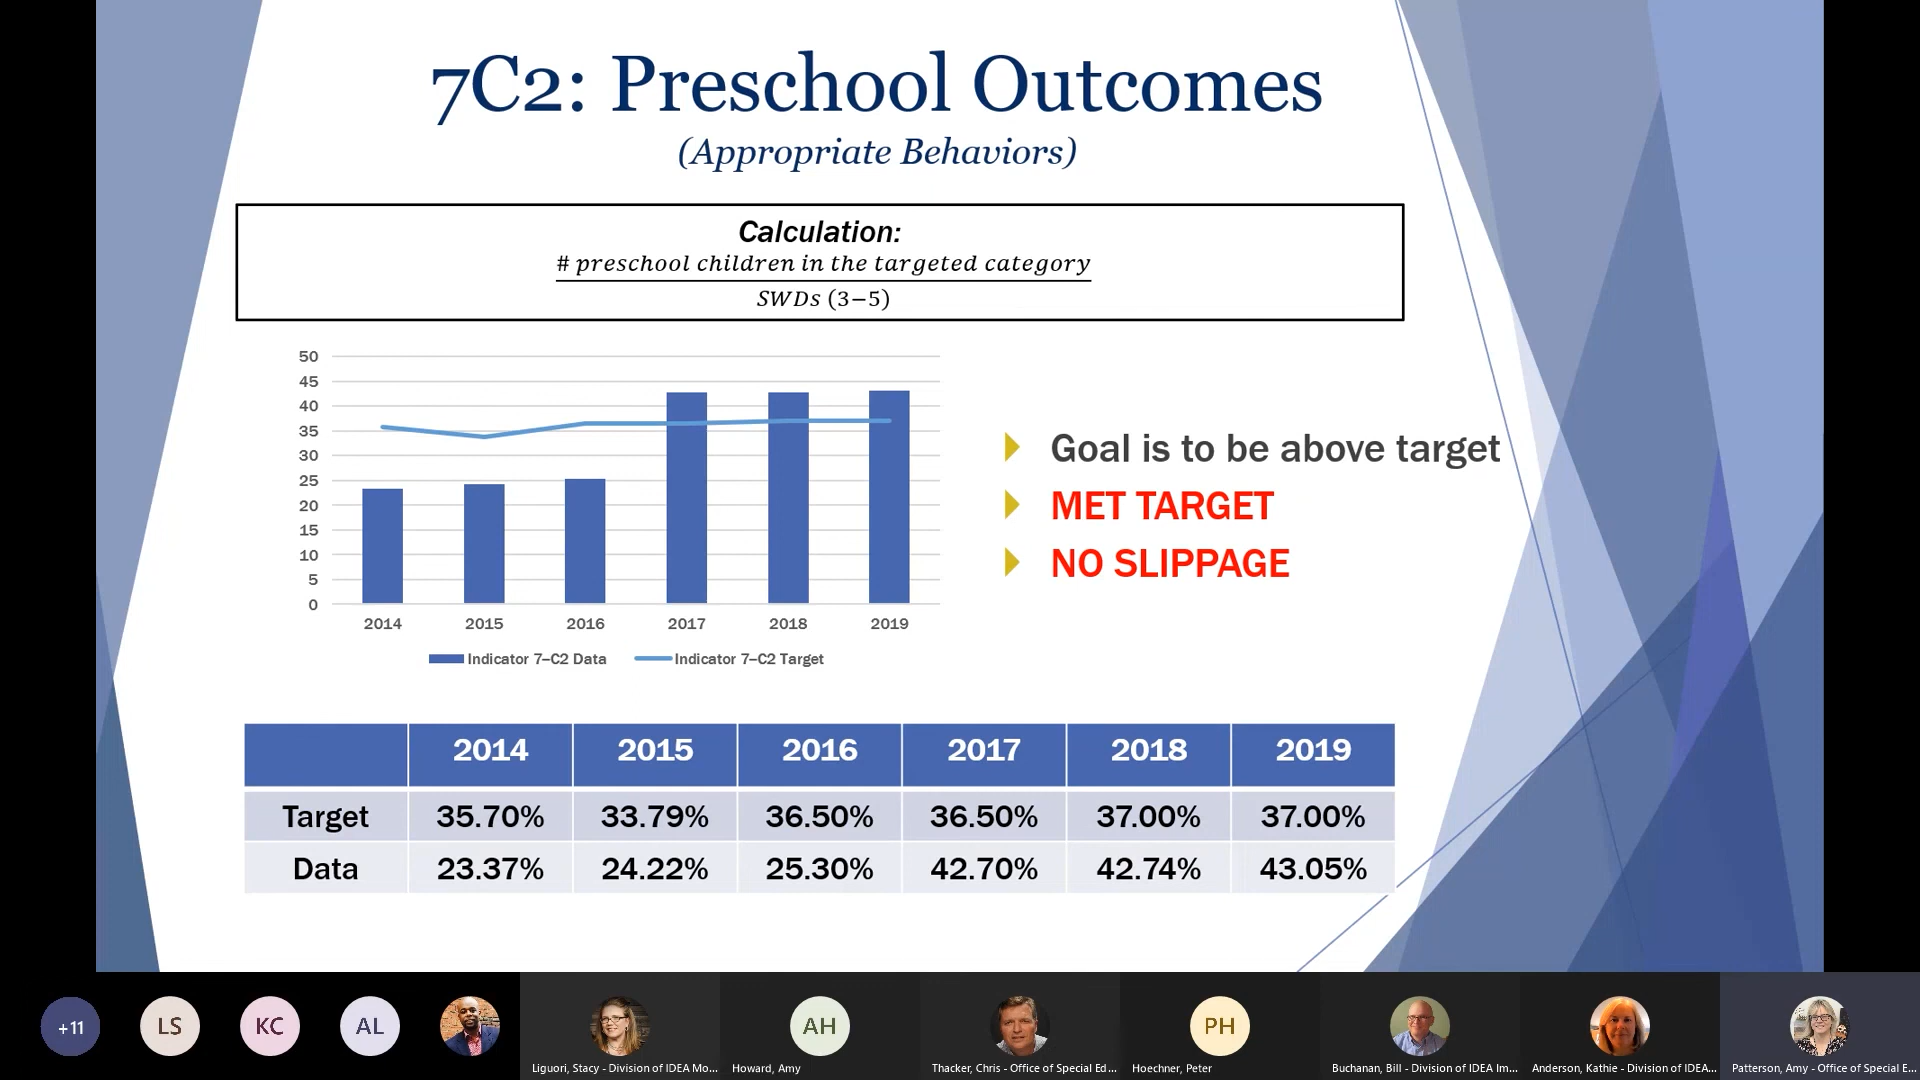 7C2: Preschool Outcomes
(Appropriate Behaviors)
Calculation:
# preschool children in the targeted category
SWDs (3–5)
50
45
40
35
30
25
20
15
10
5
0
2014 2015 2016 2017 2018 2019
Indicator 7–C2 Data Indicator 7–C2 Target
Goal is to be above target
MET TARGET
NO SLIPPAGE
2014 2015 2016 2017 2018 2019
Target 35.70% 33.79% 36.50% 36.50% 37.00% 37.00%
Data 23.37% 24.22% 25.30% 42.70% 42.74% 43.05%
+11 LS KC AL AH PH
Liguori, Stacy - Division of IDEA Mo... Howard, Amy Thacker, Chris - Office of Special Ed... Hoechner, Peter Buchanan, Bill - Division of IDEA Im... Anderson, Kathie - Division of IDEA... Patterson, Amy - Office of Special E...